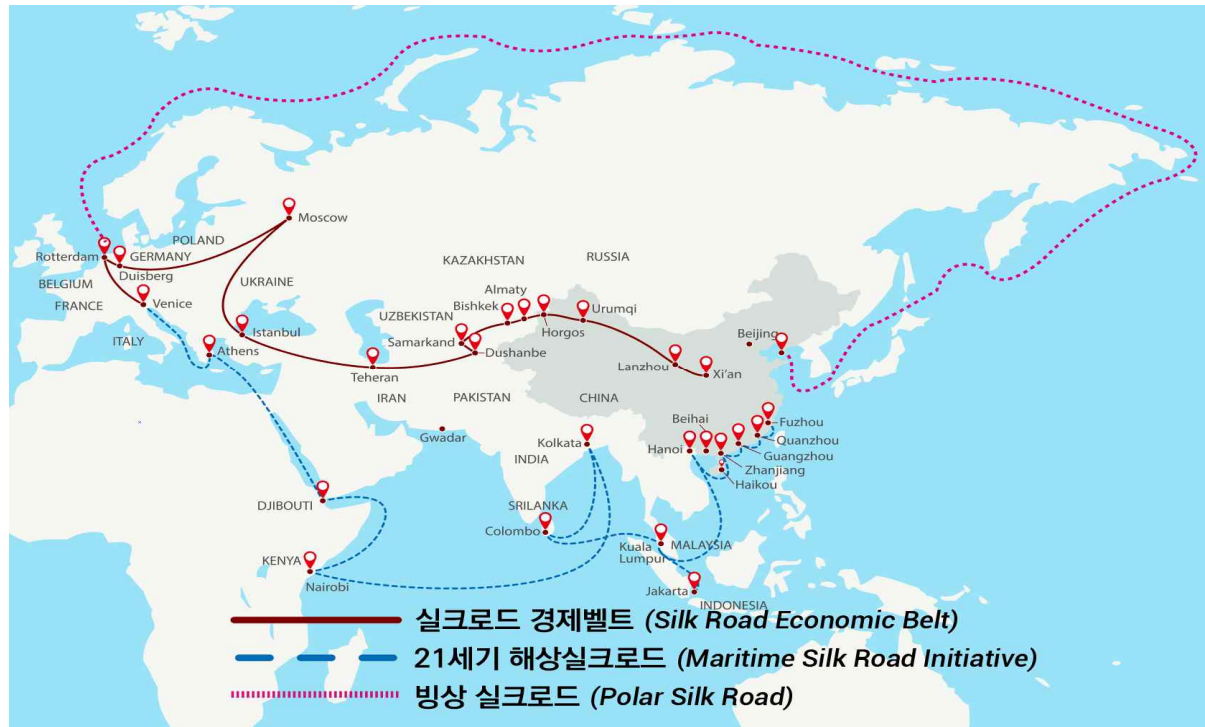 Moscow
POLAND
Rotterdam
GERMANY
Duisberg
BELGIUM
FRANCE
Venice
UKRAINE
ITALY
Istanbul
Athens
KAZAKHSTAN
RUSSIA
Almaty
Bishkek
UZBEKISTAN
Horgos
Urumqi
Samarkand
Dushanbe
Beijing
Teheran
Lanzhou
Xi'an
IRAN
PAKISTAN
CHINA
Gwadar
Kolkata
INDIA
Beihai
Fuzhou
Hanoi
Quanzhou
Guangzhou
Zhanjiang
Haikou
DJIBOUTI
SRILANKA
Colombo
Kuala
Lumpur
MALAYSIA
KENYA
Nairobi
Jakarta
INDONESIA
실크로드 경제벨트 (Silk Road Economic Belt)
21세기 해상실크로드 (Maritime Silk Road Initiative)
빙상 실크로드 (Polar Silk Road)